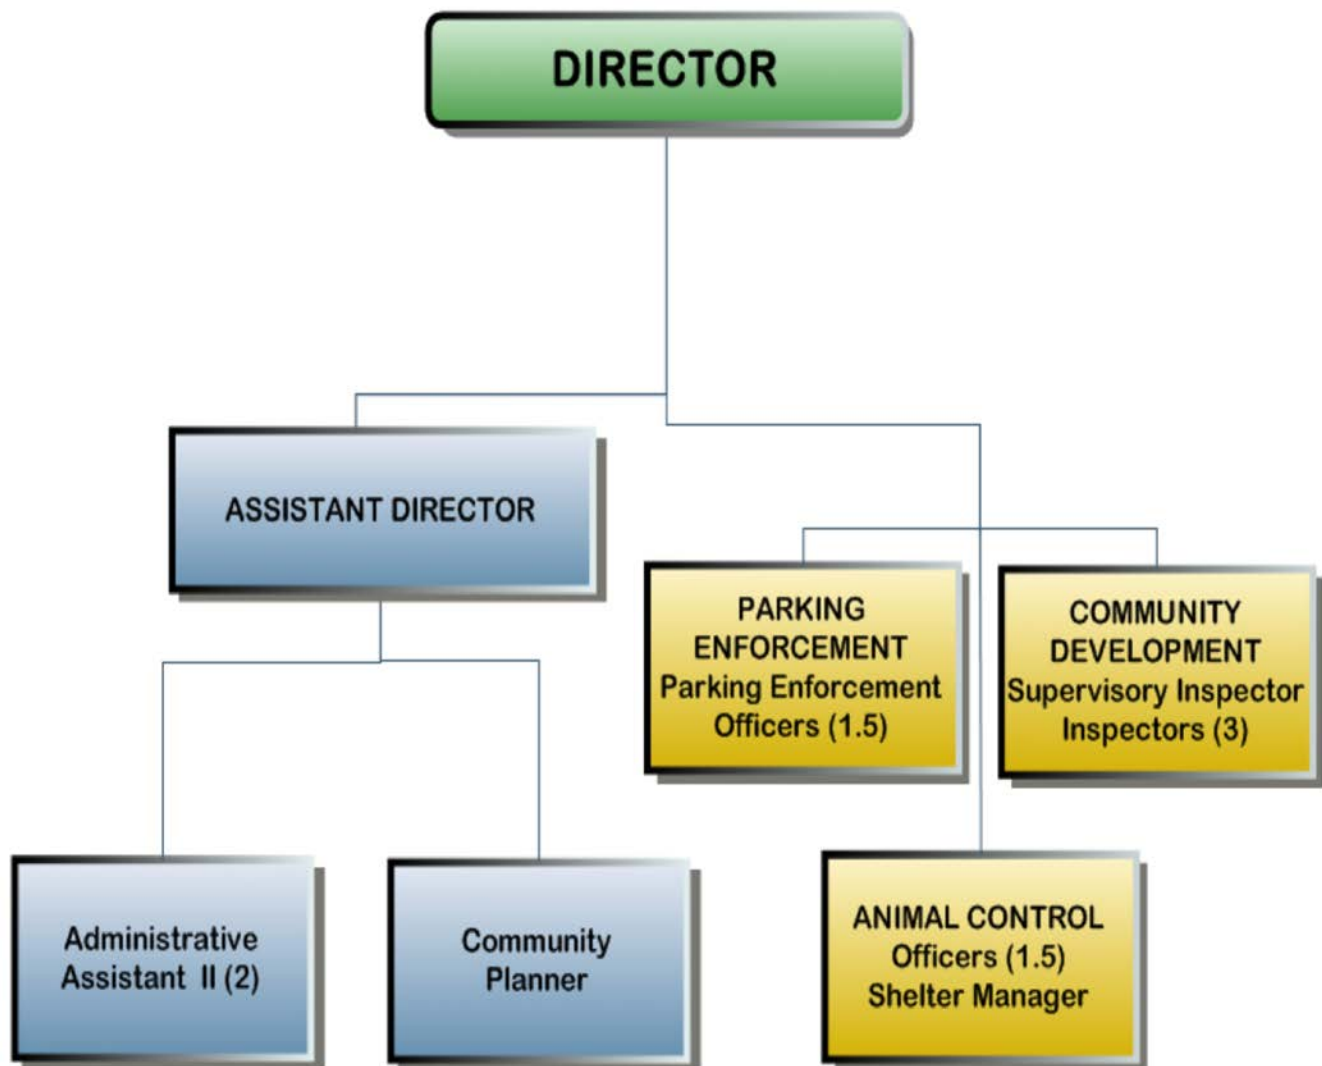 DIRECTOR
ASSISTANT DIRECTOR
PARKING
ENFORCEMENT
Parking Enforcement
Officers (1.5)
COMMUNITY
DEVELOPMENT
Supervisory Inspector
Inspectors (3)
Administrative
Assistant II (2)
Community
Planner
ANIMAL CONTROL
Officers (1.5)
Shelter Manager